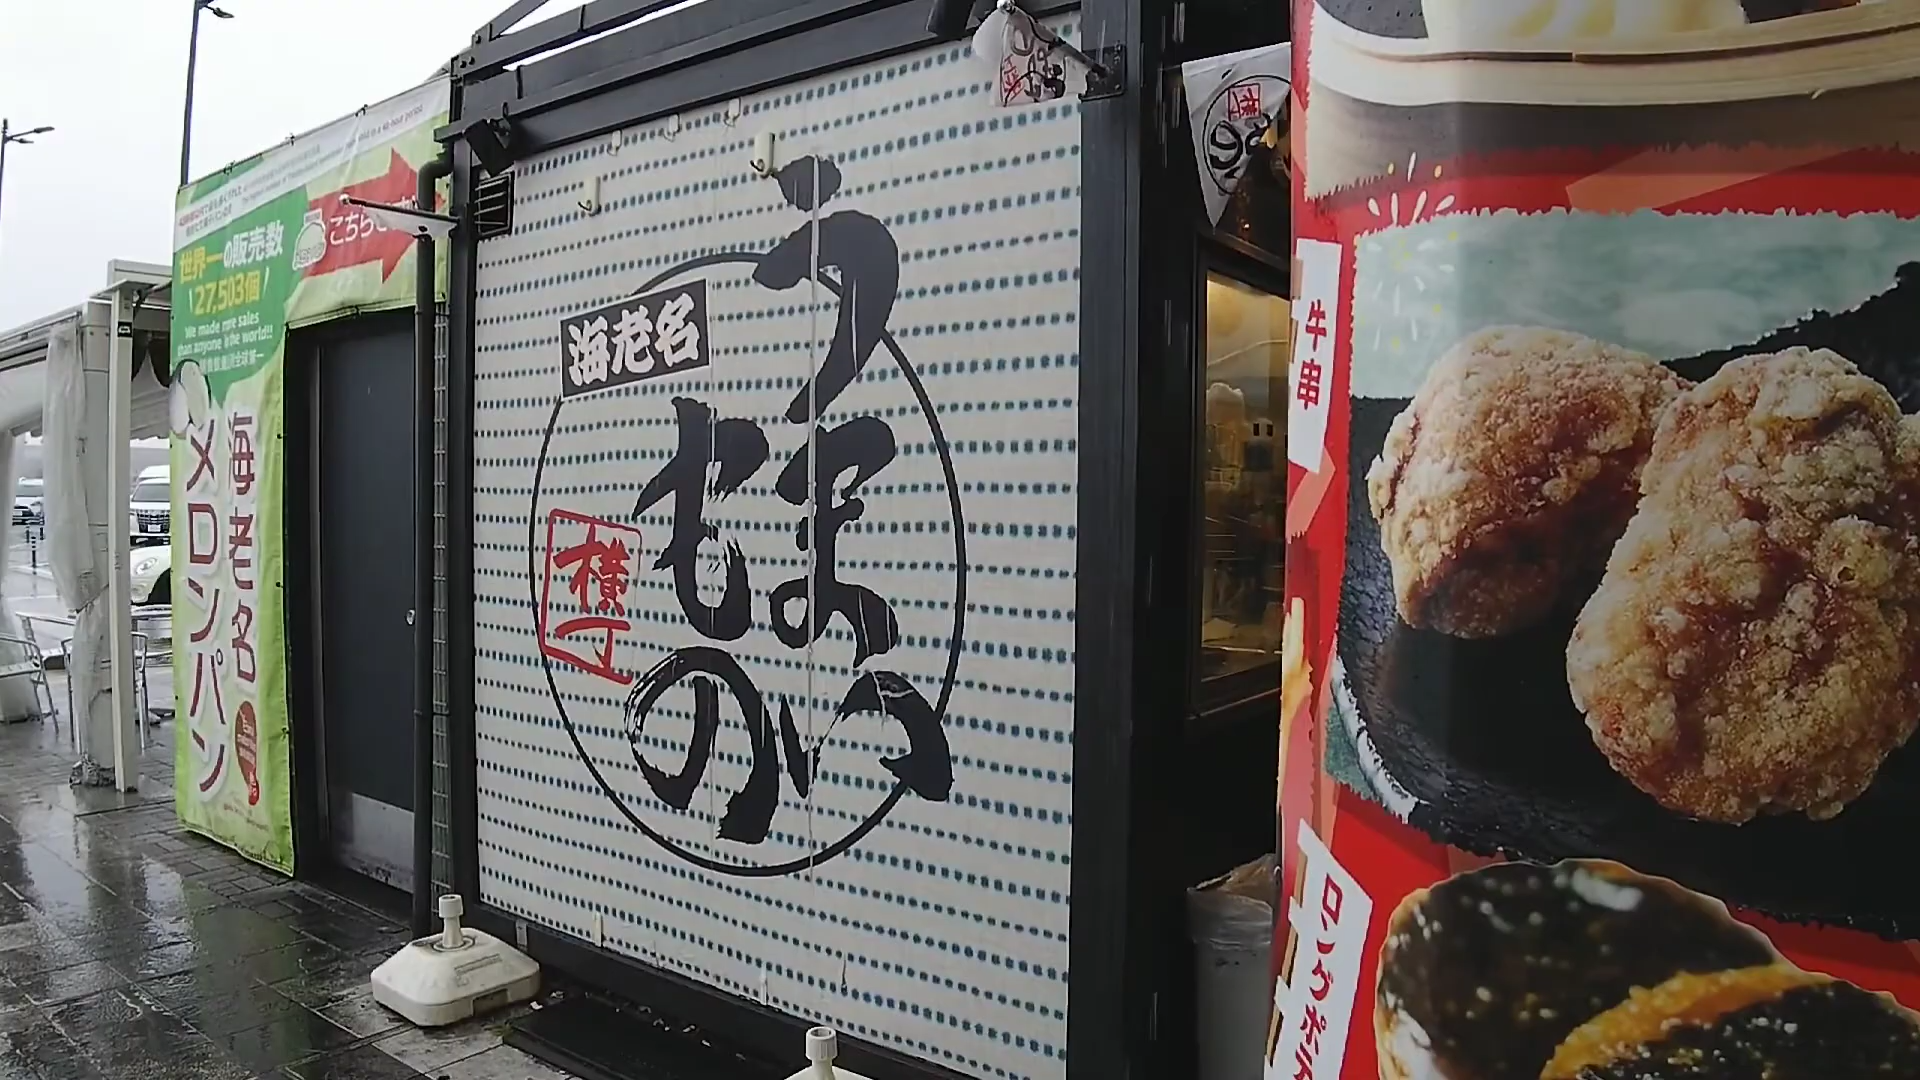 世界一の販売数
27,503個!
We made more sales
than anyone in the world!!
こちら
海老名
メロンパン
海老名
うまい
もの
横丁
牛串
ロングポテ